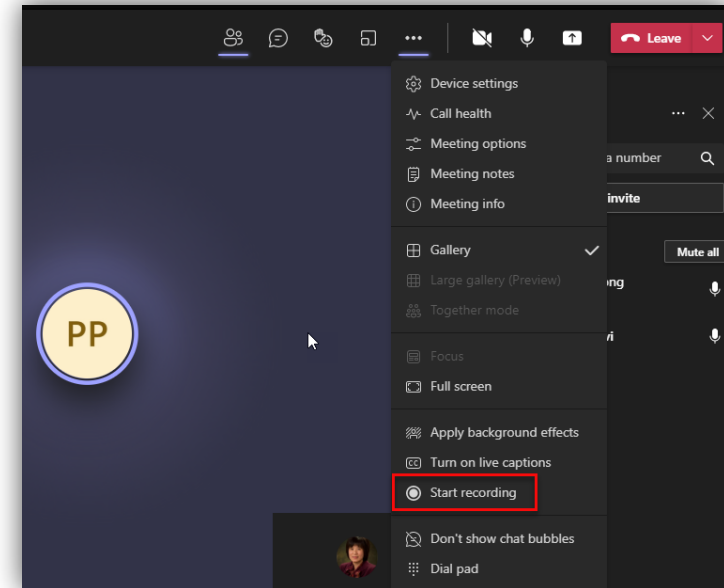 Leave
Device settings
Call health
Meeting options
Meeting notes
Meeting info
a number
invite
Gallery
Mute all
Large gallery (Preview)
ong
Together mode
PP
vi
Focus
Full screen
Apply background effects
CC Turn on live captions
Start recording
Don't show chat bubbles
Dial pad